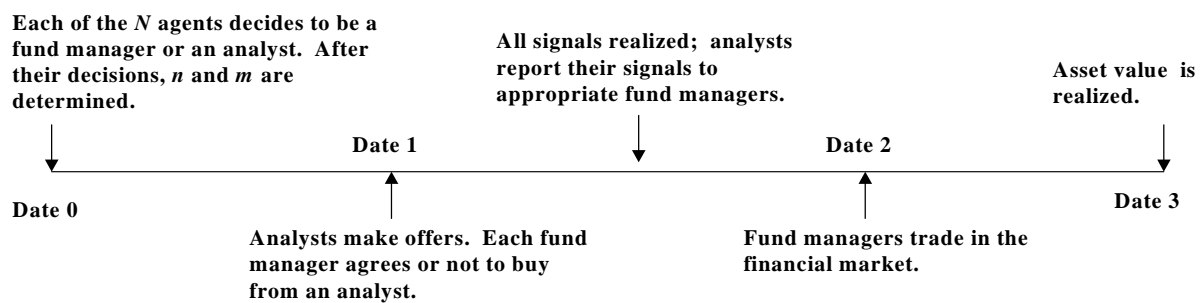 Each of the N agents decides to be a
fund manager or an analyst. After
their decisions, n and m are
determined.
All signals realized; analysts
report their signals to
appropriate fund managers.
Asset value is
realized.
Date 1
Date 2
Date 0
Date 3
Analysts make offers. Each fund
manager agrees or not to buy
from an analyst.
Fund managers trade in the
financial market.